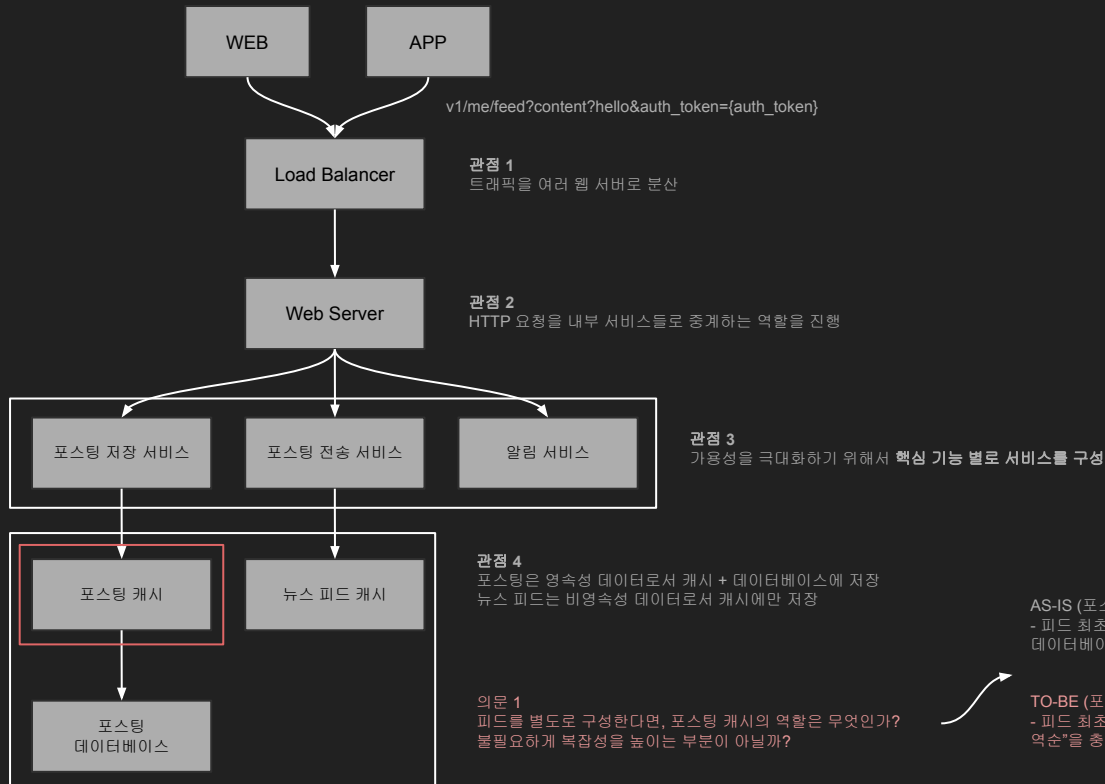 WEB
APP
v1/me/feed?content?hello&auth_token={auth_token}
Load Balancer
관점 1
트래픽을 여러 웹 서버로 분산
Web Server
관점 2
HTTP 요청을 내부 서비스들로 중계하는 역할을 진행
포스팅 저장 서비스
포스팅 전송 서비스
알림 서비스
관점 3
가용성을 극대화하기 위해서 핵심 기능 별로 서비스를 구성
포스팅 캐시
뉴스 피드 캐시
관점 4
포스팅은 영속성 데이터로서 캐시 + 데이터베이스에 저장
뉴스 피드는 비영속성 데이터로서 캐시에만 저장
포스팅
데이터베이스
의문 1
피드를 별도로 구성한다면, 포스팅 캐시의 역할은 무엇인가?
불필요하게 복잡성을 높이는 부분이 아닐까?
AS-IS (포
- 피드 최초
데이터베이
TO-BE (포
- 피드 최초
역순"을 충